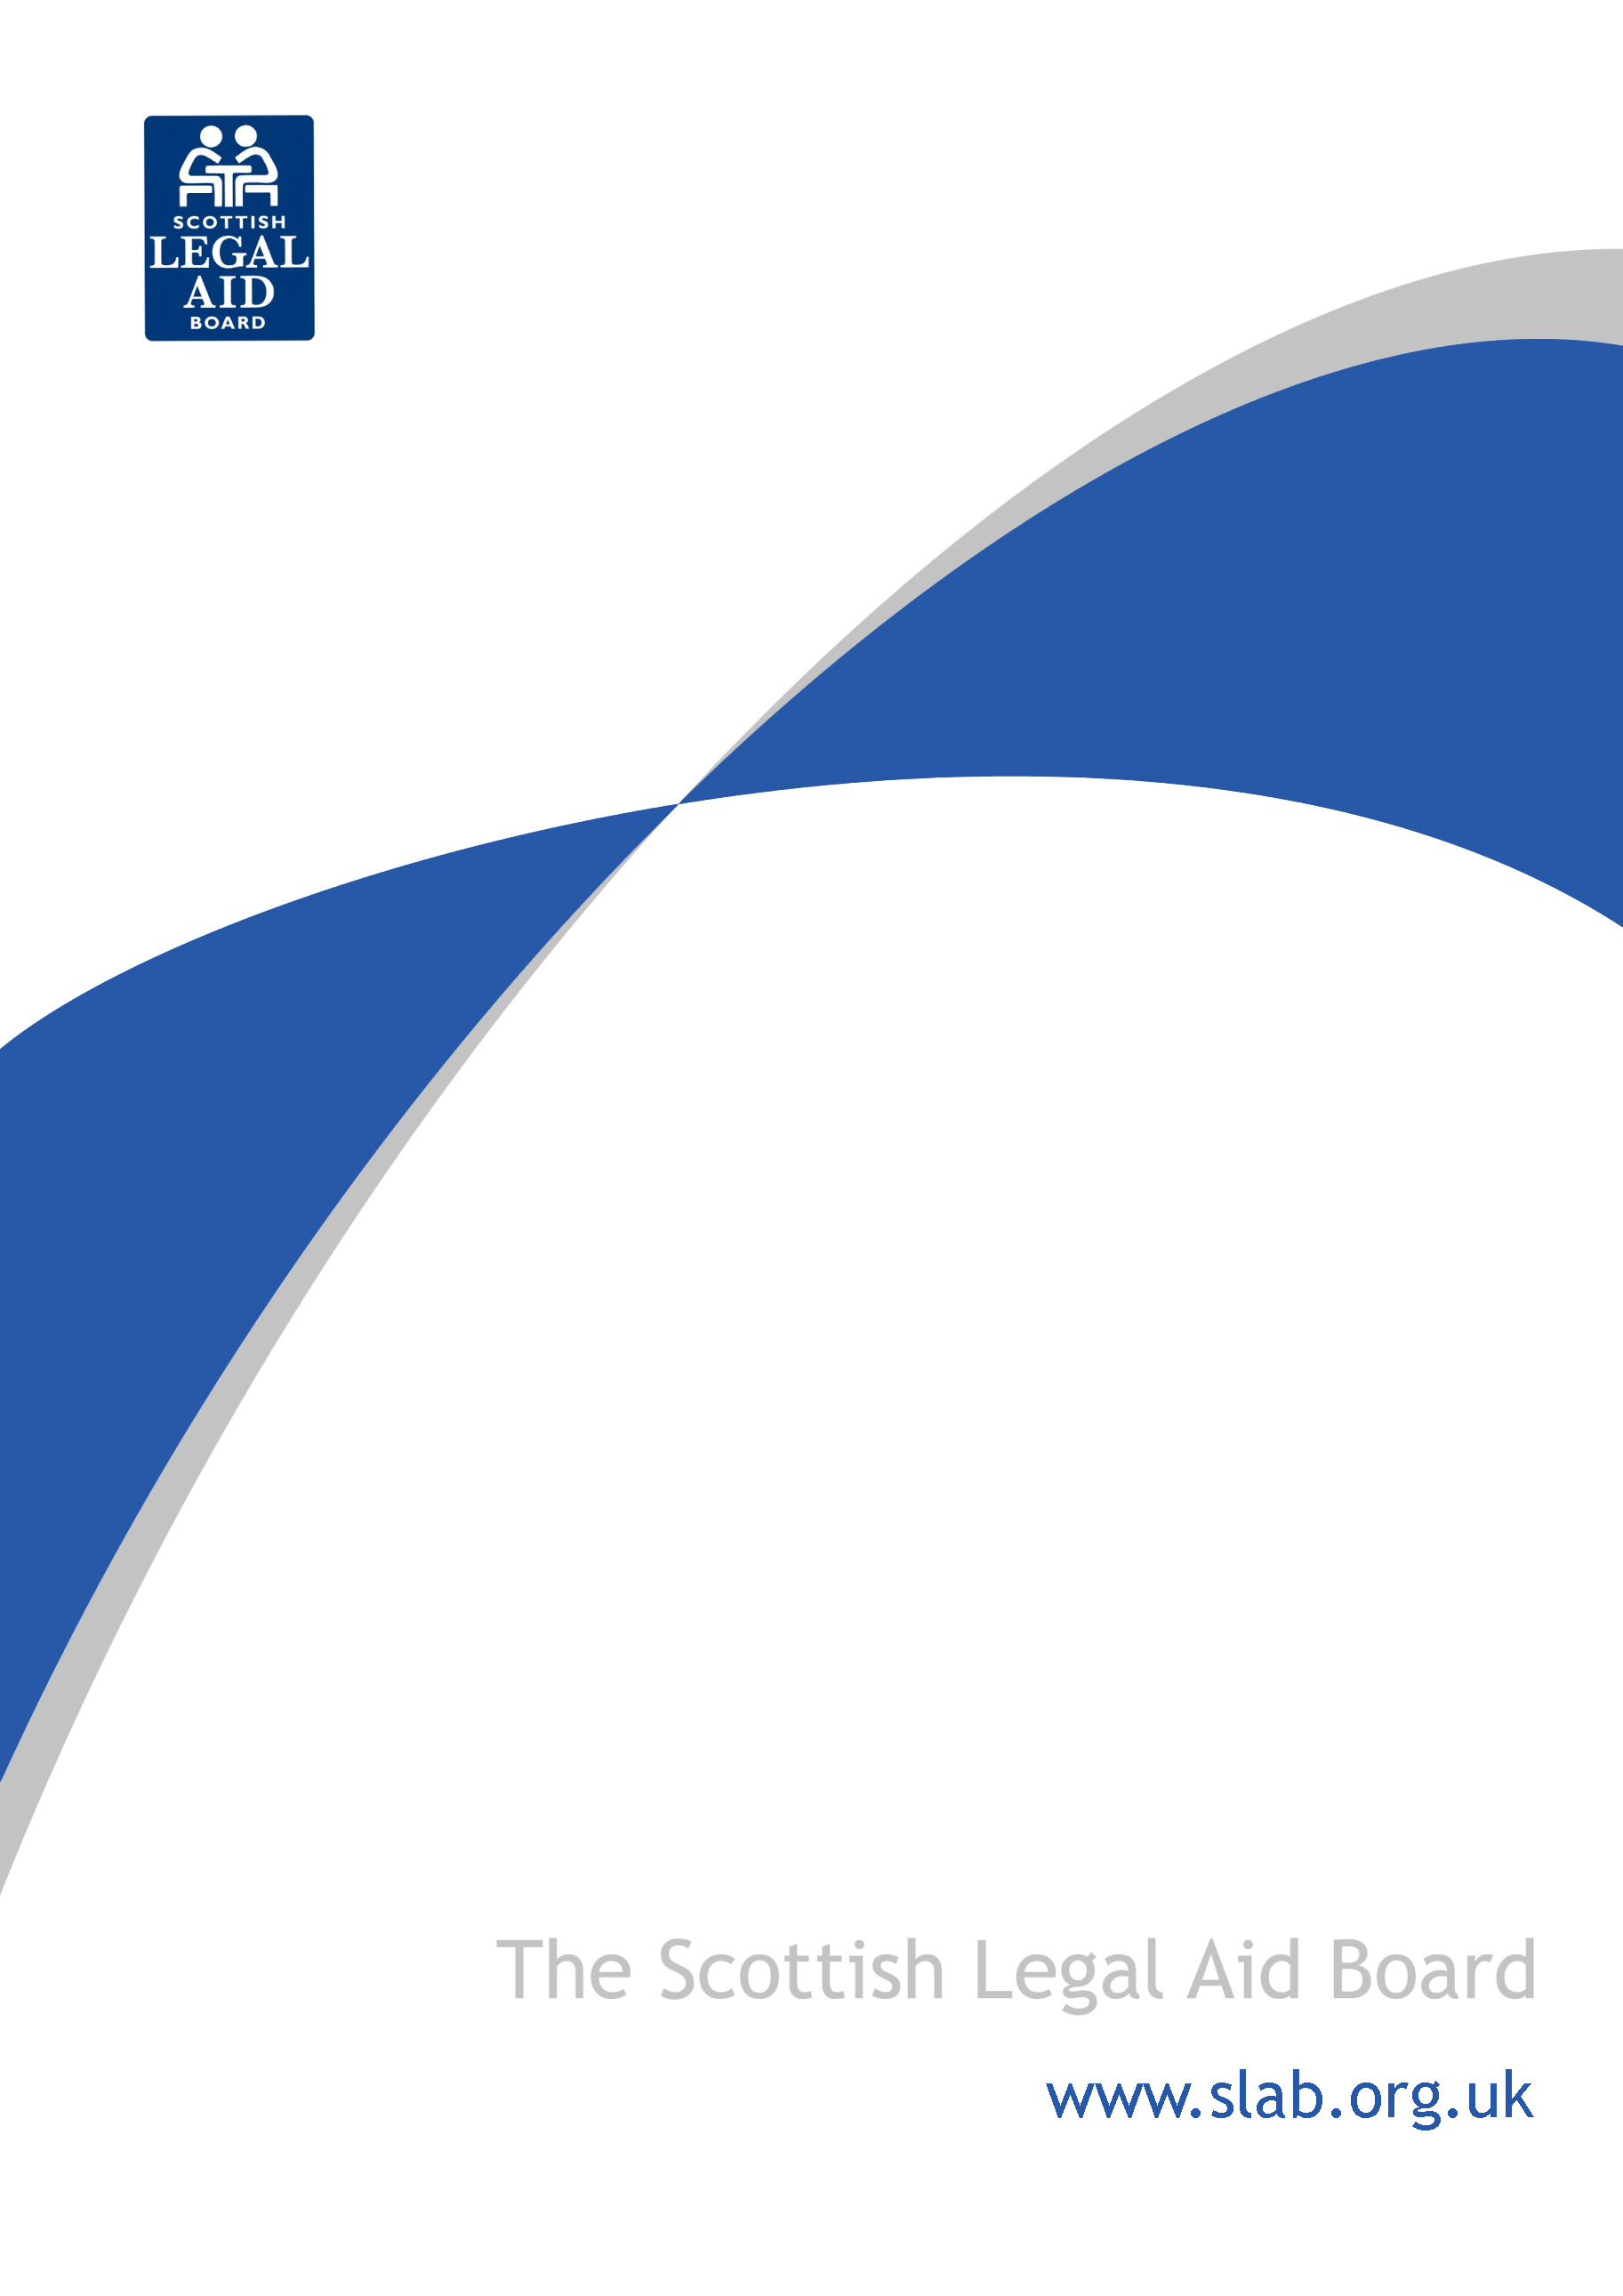 SCOTTISH
LEGAL
AID
BOARD
The Scottish Legal Aid Board
www.slab.org.uk